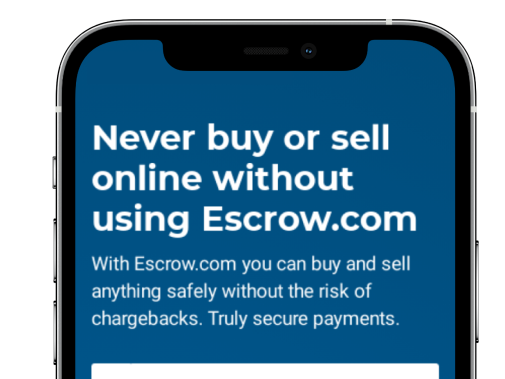 Never buy or sell
online without
using Escrow.com
With Escrow.com you can buy and sell
anything safely without the risk of
chargebacks. Truly secure payments.